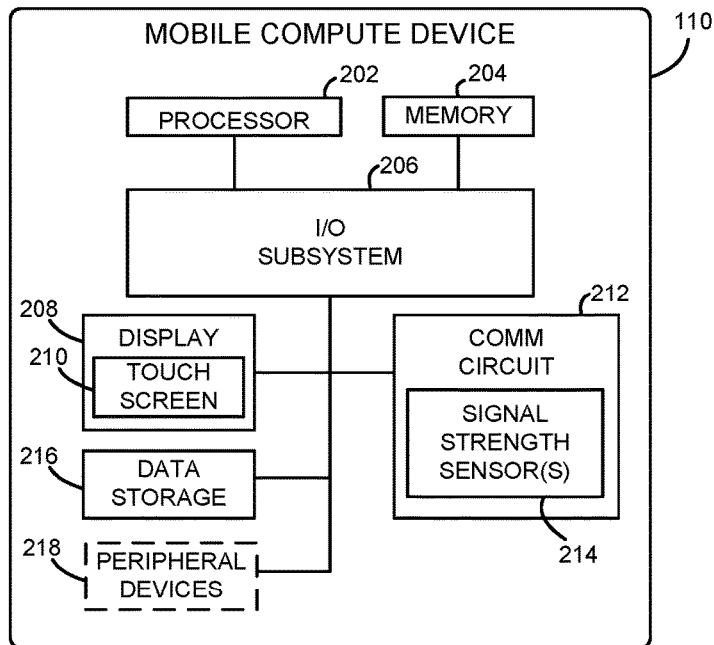 MOBILE COMPUTE DEVICE
110
202
204
PROCESSOR
MEMORY
206
I/O
SUBSYSTEM
208
DISPLAY
210
TOUCH
SCREEN
212
COMM
CIRCUIT
SIGNAL
STRENGTH
SENSOR(S)
214
216
DATA
STORAGE
218
PERIPHERAL
DEVICES